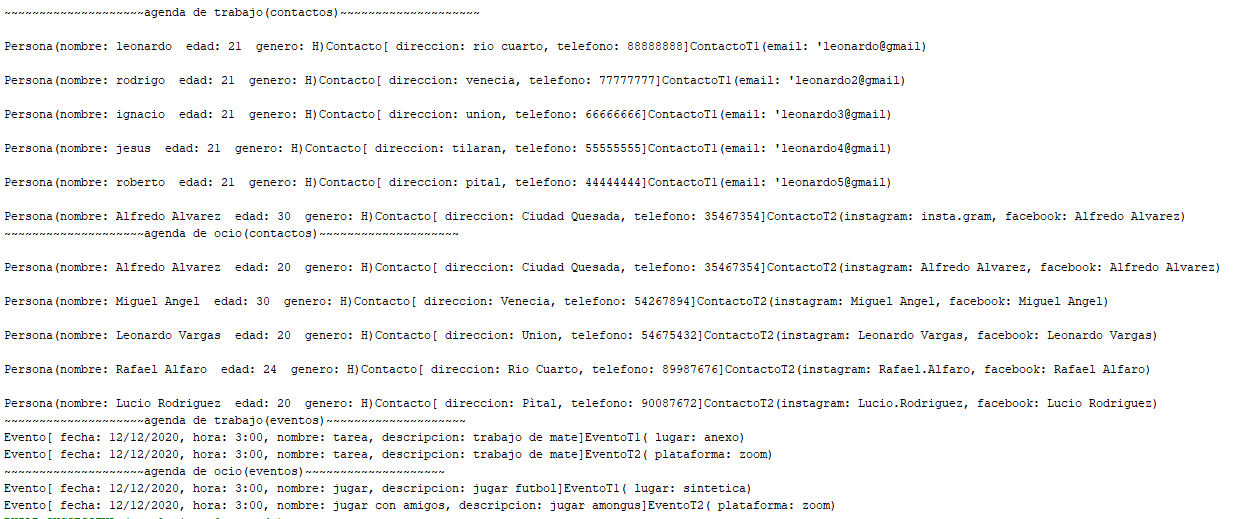 ~~~~~~~~~~~~~~~~~~~~agenda de trabajo(contactos)~~~~~~~~~~~~~~~~~~~~
Persona(nombre: leonardo  edad: 21  genero: H)Contacto[ direccion: rio cuarto, telefono: 88888888]ContactoT1(email: 'leonardo@gmail)
Persona(nombre: rodrigo  edad: 21  genero: H)Contacto[ direccion: venecia, telefono: 77777777]ContactoT1(email: 'leonardo2@gmail)
Persona(nombre: ignacio  edad: 21  genero: H)Contacto[ direccion: union, telefono: 66666666]ContactoT1(email: 'leonardo3@gmail)
Persona(nombre: jesus  edad: 21  genero: H)Contacto[ direccion: tilaran, telefono: 55555555]ContactoT1(email: 'leonardo4@gmail)
Persona(nombre: roberto  edad: 21  genero: H)Contacto[ direccion: pital, telefono: 44444444]ContactoT1(email: 'leonardo5@gmail)
Persona(nombre: Alfredo Alvarez  edad: 30  genero: H)Contacto[ direccion: Ciudad Quesada, telefono: 35467354]ContactoT2(instagram: insta.gram, facebook: Alfredo Alvarez)
~~~~~~~~~~~~~~~~~~~~agenda de ocio(contactos)~~~~~~~~~~~~~~~~~~~~
Persona(nombre: Alfredo Alvarez  edad: 20  genero: H)Contacto[ direccion: Ciudad Quesada, telefono: 35467354]ContactoT2(instagram: Alfredo Alvarez, facebook: Alfredo Alvarez)
Persona(nombre: Miguel Angel  edad: 30  genero: H)Contacto[ direccion: Venecia, telefono: 54267894]ContactoT2(instagram: Miguel Angel, facebook: Miguel Angel)
Persona(nombre: Leonardo Vargas  edad: 20  genero: H)Contacto[ direccion: Union, telefono: 54675432]ContactoT2(instagram: Leonardo Vargas, facebook: Leonardo Vargas)
Persona(nombre: Rafael Alfaro  edad: 24  genero: H)Contacto[ direccion: Rio Cuarto, telefono: 89987676]ContactoT2(instagram: Rafael.Alfaro, facebook: Rafael Alfaro)
Persona(nombre: Lucio Rodriguez  edad: 20  genero: H)Contacto[ direccion: Pìtal, telefono: 90087672]ContactoT2(instagram: Lucio.Rodriguez, facebook: Lucio Rodriguez)
~~~~~~~~~~~~~~~~~~~~agenda de trabajo(eventos)~~~~~~~~~~~~~~~~~~~~
Evento[ fecha: 12/12/2020, hora: 3:00, nombre: tarea, descripcion: trabajo de mate]EventoT1( lugar: anexo)
Evento[ fecha: 12/12/2020, hora: 3:00, nombre: tarea, descripcion: trabajo de mate]EventoT2( plataforma: zoom)
~~~~~~~~~~~~~~~~~~~~agenda de ocio(eventos)~~~~~~~~~~~~~~~~~~~~
Evento[ fecha: 12/12/2020, hora: 3:00, nombre: jugar, descripcion: jugar futbol]EventoT1( lugar: sintetica)
Evento[ fecha: 12/12/2020, hora: 3:00, nombre: jugar con amigos, descripcion: jugar amongus]EventoT2( plataforma: zoom)